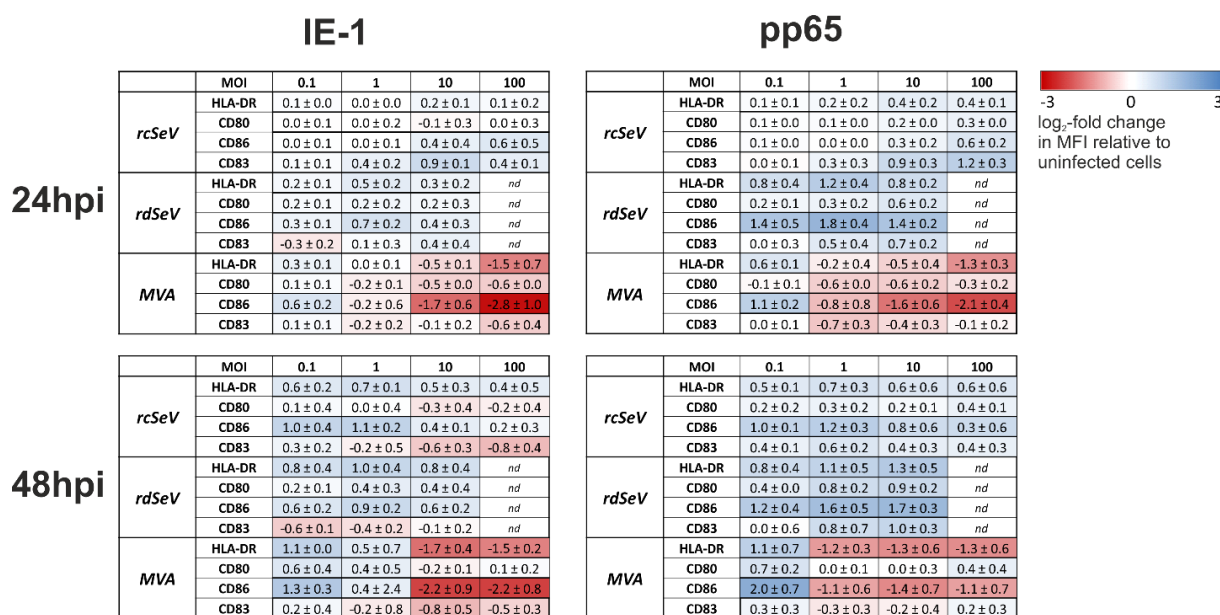 IE-1
pp65
24hpi
MOI 0.1 1 10 100
rcSeV
HLA-DR 0.1 ± 0.0 0.0 ± 0.0 0.2 ± 0.1 0.1 ± 0.2
CD80 0.0 ± 0.1 0.0 ± 0.2 -0.1 ± 0.3 0.0 ± 0.3
CD86 0.0 ± 0.1 0.0 ± 0.1 0.4 ± 0.4 0.6 ± 0.5
CD83 0.1 ± 0.1 0.4 ± 0.2 0.9 ± 0.1 0.4 ± 0.1
rdSeV
HLA-DR 0.2 ± 0.1 0.5 ± 0.2 0.3 ± 0.2 nd
CD80 0.2 ± 0.1 0.2 ± 0.2 0.2 ± 0.3 nd
CD86 0.3 ± 0.1 0.7 ± 0.2 0.4 ± 0.3 nd
CD83 -0.3 ± 0.2 0.1 ± 0.3 0.4 ± 0.4 nd
MVA
HLA-DR 0.3 ± 0.1 0.0 ± 0.1 -0.5 ± 0.1 -1.5 ± 0.7
CD80 0.1 ± 0.1 -0.2 ± 0.1 -0.5 ± 0.0 -0.6 ± 0.0
CD86 0.6 ± 0.2 -0.2 ± 0.6 -1.7 ± 0.6 -2.8 ± 1.0
CD83 0.1 ± 0.1 -0.2 ± 0.2 -0.1 ± 0.2 -0.6 ± 0.4
MOI 0.1 1 10 100
rcSeV
HLA-DR 0.1 ± 0.1 0.2 ± 0.2 0.4 ± 0.2 0.4 ± 0.1
CD80 0.1 ± 0.1 0.1 ± 0.0 0.2 ± 0.0 0.3 ± 0.0
CD86 0.1 ± 0.0 0.0 ± 0.0 0.3 ± 0.2 0.6 ± 0.2
CD83 0.0 ± 0.1 0.3 ± 0.3 0.9 ± 0.3 1.2 ± 0.3
rdSeV
HLA-DR 0.8 ± 0.4 1.2 ± 0.4 0.8 ± 0.2 nd
CD80 0.2 ± 0.1 0.3 ± 0.2 0.6 ± 0.2 nd
CD86 1.4 ± 0.5 1.8 ± 0.4 1.4 ± 0.2 nd
CD83 0.0 ± 0.3 0.5 ± 0.4 0.7 ± 0.2 nd
MVA
HLA-DR 0.6 ± 0.1 -0.2 ± 0.4 -0.5 ± 0.4 -1.3 ± 0.3
CD80 -0.1 ± 0.1 -0.6 ± 0.0 -0.6 ± 0.2 -0.3 ± 0.2
CD86 1.1 ± 0.2 -0.8 ± 0.8 -1.6 ± 0.6 -2.1 ± 0.4
CD83 0.0 ± 0.1 -0.7 ± 0.3 -0.4 ± 0.3 -0.1 ± 0.2
-3 0 3
log₂-fold change
in MFI relative to
uninfected cells
48hpi
MOI 0.1 1 10 100
rcSeV
HLA-DR 0.6 ± 0.2 0.7 ± 0.1 0.5 ± 0.3 0.4 ± 0.5
CD80 0.1 ± 0.4 0.0 ± 0.4 -0.3 ± 0.4 -0.2 ± 0.4
CD86 1.0 ± 0.4 1.1 ± 0.2 0.4 ± 0.1 0.2 ± 0.3
CD83 0.3 ± 0.2 -0.2 ± 0.5 -0.6 ± 0.3 -0.8 ± 0.4
rdSeV
HLA-DR 0.8 ± 0.4 1.0 ± 0.4 0.8 ± 0.4 nd
CD80 0.2 ± 0.1 0.4 ± 0.3 0.4 ± 0.4 nd
CD86 0.6 ± 0.2 0.9 ± 0.2 0.6 ± 0.2 nd
CD83 -0.6 ± 0.1 -0.4 ± 0.2 -0.1 ± 0.2 nd
MVA
HLA-DR 1.1 ± 0.0 0.5 ± 0.7 -1.7 ± 0.4 -1.5 ± 0.2
CD80 0.6 ± 0.4 0.4 ± 0.5 -0.2 ± 0.1 0.1 ± 0.2
CD86 1.3 ± 0.3 0.4 ± 2.4 -2.2 ± 0.9 -2.2 ± 0.8
CD83 0.2 ± 0.4 -0.2 ± 0.8 -0.8 ± 0.5 -0.5 ± 0.3
MOI 0.1 1 10 100
rcSeV
HLA-DR 0.5 ± 0.1 0.7 ± 0.3 0.6 ± 0.6 0.6 ± 0.6
CD80 0.2 ± 0.2 0.3 ± 0.2 0.2 ± 0.1 0.4 ± 0.1
CD86 1.0 ± 0.1 1.2 ± 0.3 0.8 ± 0.6 0.3 ± 0.6
CD83 0.4 ± 0.1 0.6 ± 0.2 0.4 ± 0.3 0.4 ± 0.3
rdSeV
HLA-DR 0.8 ± 0.4 1.1 ± 0.5 1.3 ± 0.5 nd
CD80 0.4 ± 0.0 0.8 ± 0.2 0.9 ± 0.2 nd
CD86 1.2 ± 0.4 1.6 ± 0.5 1.7 ± 0.3 nd
CD83 0.0 ± 0.6 0.8 ± 0.7 1.0 ± 0.3 nd
MVA
HLA-DR 1.1 ± 0.7 -1.2 ± 0.3 -1.3 ± 0.6 -1.3 ± 0.6
CD80 0.7 ± 0.2 0.0 ± 0.1 0.0 ± 0.3 0.4 ± 0.4
CD86 2.0 ± 0.7 -1.1 ± 0.6 -1.4 ± 0.7 -1.1 ± 0.7
CD83 0.3 ± 0.3 -0.3 ± 0.3 -0.2 ± 0.4 0.2 ± 0.3